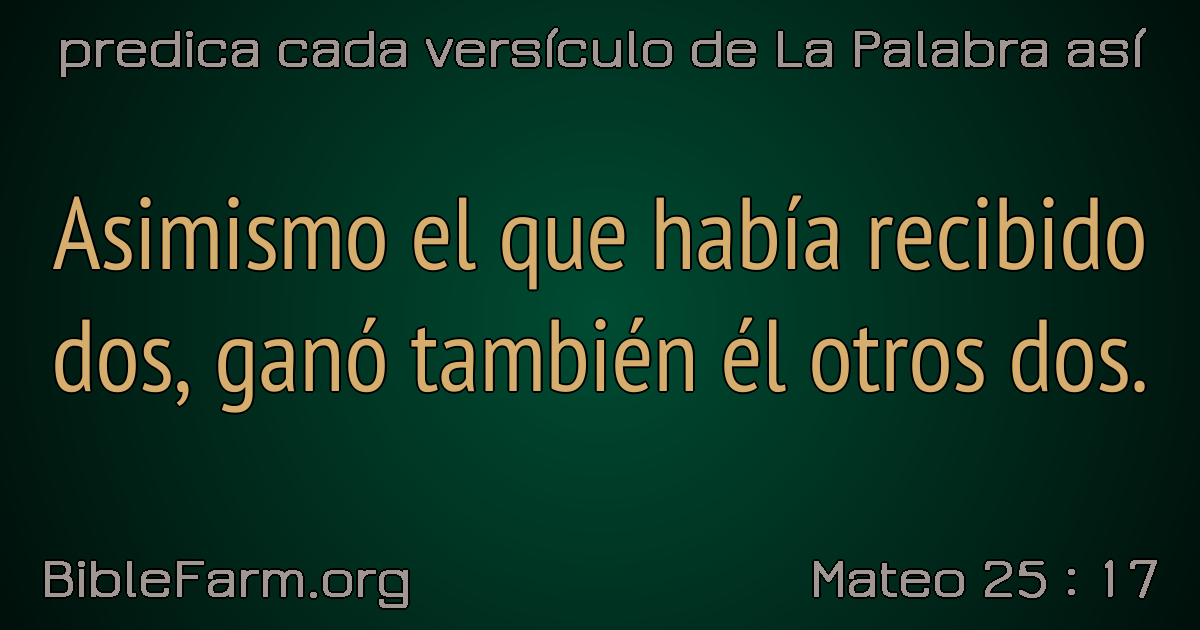 predica cada versículo de La Palabra así
Asimismo el que había recibido
dos, ganó también él otros dos.
BibleFarm.org
Mateo 25 : 17